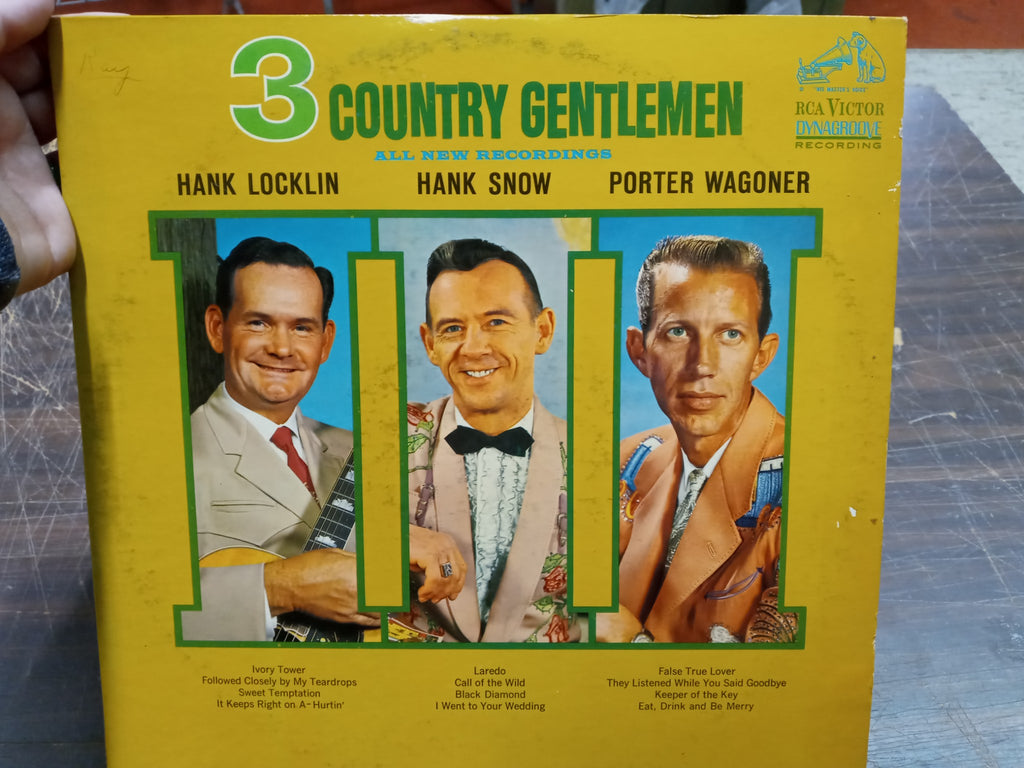 3 COUNTRY GENTLEMEN
ALL NEW RECORDINGS
"HIS MASTER'S VOICE"
RCA VICTOR
DYNAGROOVE
RECORDING
HANK LOCKLIN
HANK SNOW
PORTER WAGONER
Ivory Tower
Followed Closely by My Teardrops
Sweet Temptation
It Keeps Right on A-Hurtin'
Laredo
Call of the Wild
Black Diamond
I Went to Your Wedding
False True Lover
They Listened While You Said Goodbye
Keeper of the Key
Eat, Drink and Be Merry